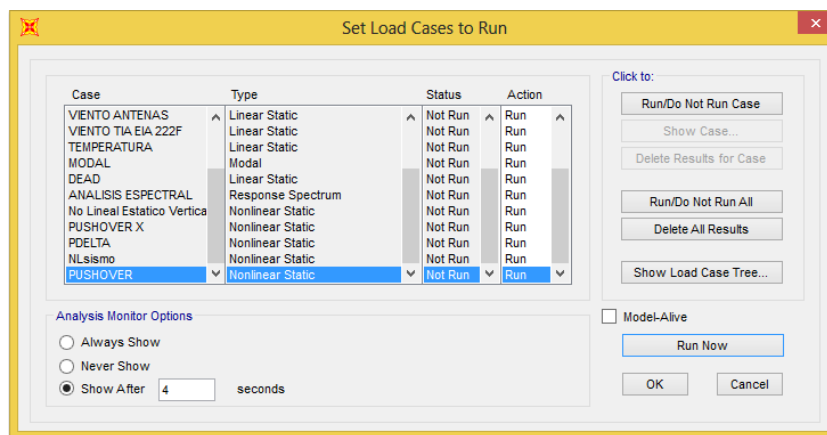 Set Load Cases to Run
Click to:
Case Type Status Action
VIENTO ANTENAS Linear Static Not Run Run
VIENTO TIA EIA 222F Linear Static Not Run Run
TEMPERATURA Linear Static Not Run Run
MODAL Modal Not Run Run
DEAD Linear Static Not Run Run
ANALISIS ESPECTRAL Response Spectrum Not Run Run
No Lineal Estatico Vertica Nonlinear Static Not Run Run
PUSHOVER X Nonlinear Static Not Run Run
PDELTA Nonlinear Static Not Run Run
NLsismo Nonlinear Static Not Run Run
PUSHOVER Nonlinear Static Not Run Run
Run/Do Not Run Case
Show Case...
Delete Results for Case
Run/Do Not Run All
Delete All Results
Show Load Case Tree...
Analysis Monitor Options
Always Show
Never Show
Show After 4 seconds
Model-Alive
Run Now
OK Cancel